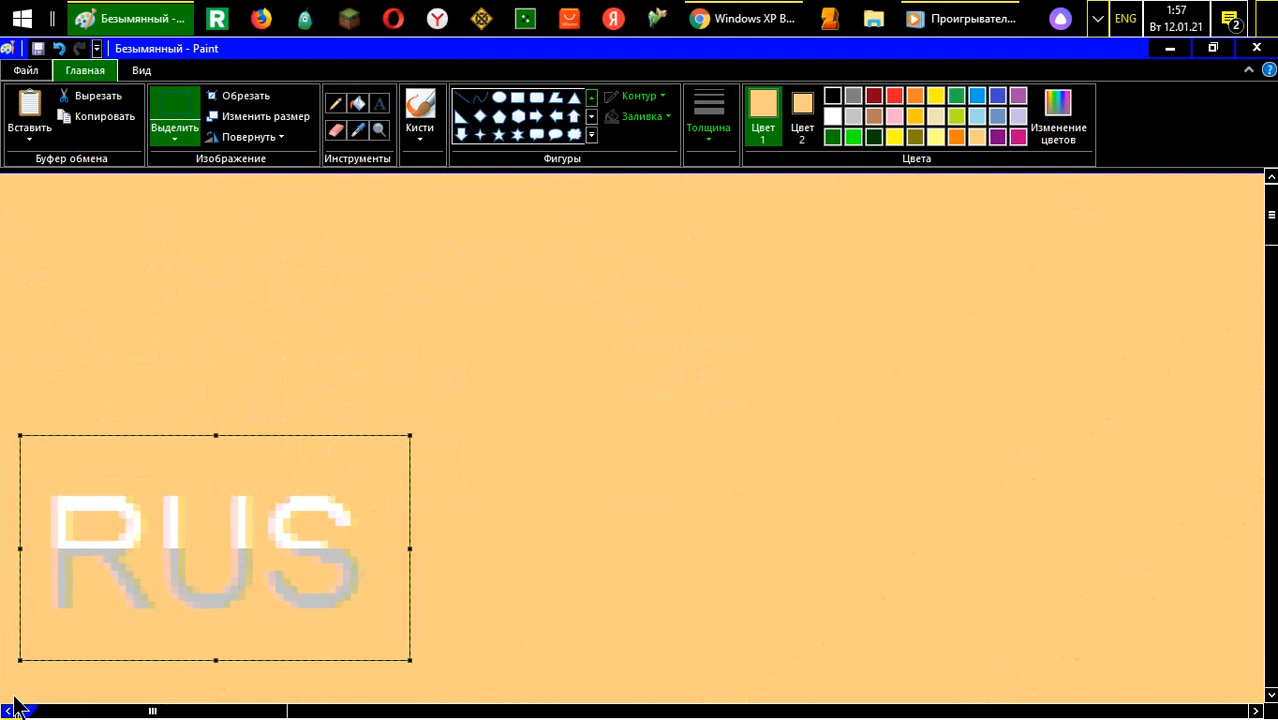 Безымянный -...
R
Y
Я
Windows XP B...
Проигрывател...
ENG
1:57
Вт 12.01.21
2
Безымянный - Paint
Файл
Главная
Вид
Вставить
Вырезать
Копировать
Буфер обмена
Выделить
Обрезать
Изменить размер
Повернуть
Изображение
A
Инструменты
Кисти
Контур
Заливка
Фигуры
Толщина
Цвет
1
Цвет
2
Изменение
цветов
Цвета
RUS